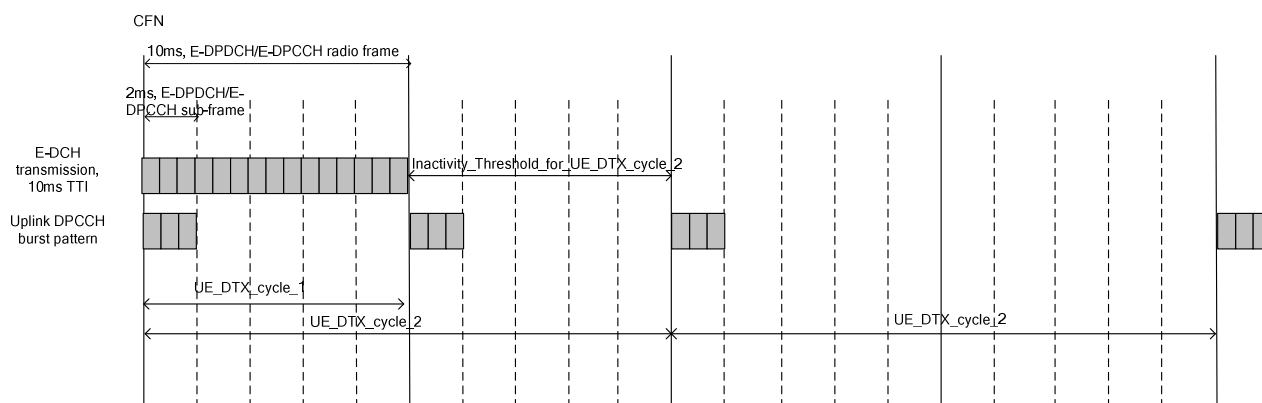 CFN
10ms, E-DPDCH/E-DPCCH radio frame
2ms, E-DPDCH/E-
DPCCH sub-frame
E-DCH
transmission,
10ms TTI
Inactivity_Threshold_for_UE_DTX_cycle_2
Uplink DPCCH
burst pattern
UE_DTX_cycle_1
UE_DTX_cycle_2
UE_DTX_cycle_2